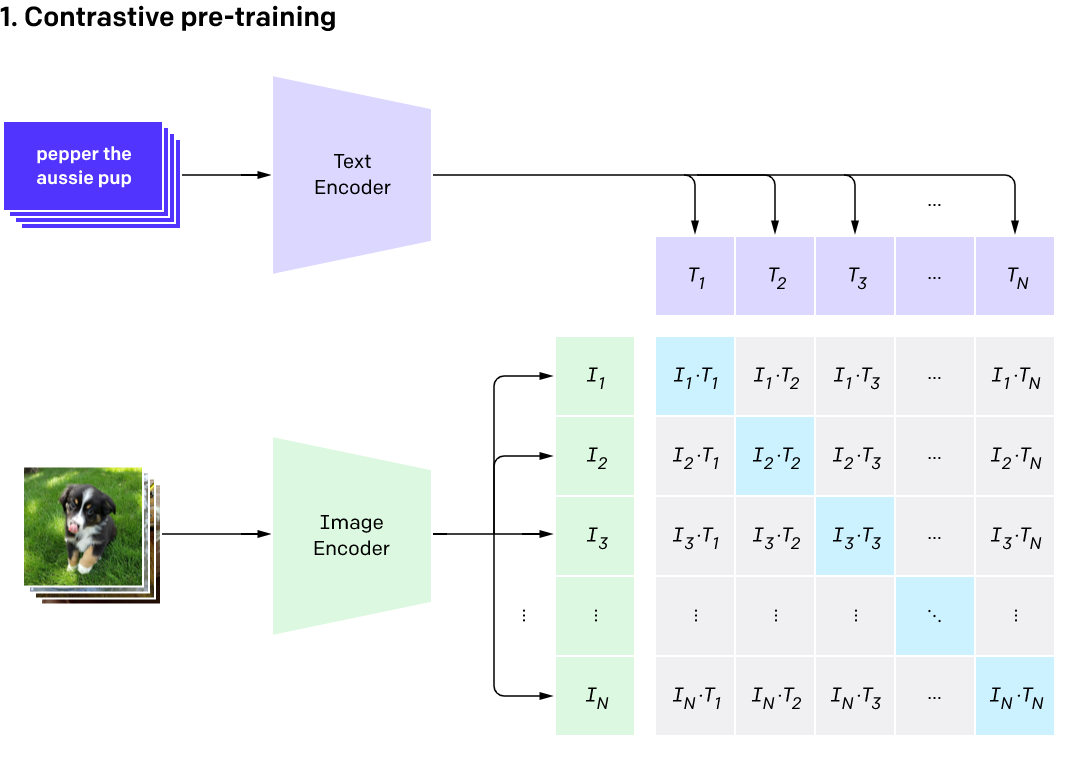 1. Contrastive pre-training
pepper the
aussie pup
Text
Encoder
...
T1 T2 T3 ... TN
I1 I1·T1 I1·T2 I1·T3 ... I1·TN
I2 I2·T1 I2·T2 I2·T3 ... I2·TN
Image
Encoder
I3 I3·T1 I3·T2 I3·T3 ... I3·TN
⋮ ⋮ ⋮ ⋮ ⋮ ⋱ ⋮
IN IN·T1 IN·T2 IN·T3 ... IN·TN